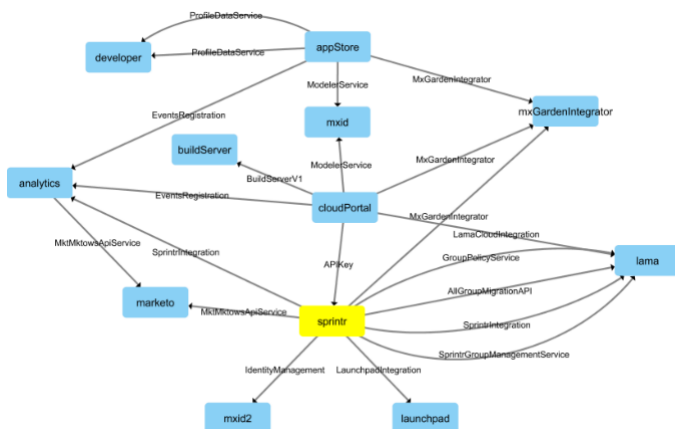 ProfileDataService
appStore
developer
ProfileDataService
ModelerService
MxGardenIntegrator
mxGardenIntegrator
EventsRegistration
mxid
buildServer
ModelerService
MxGardenIntegrator
BuildServerV1
analytics
EventsRegistration
cloudPortal
MxGardenIntegrator
LamaCloudIntegration
MktMktowsApiService
SprintrIntegration
GroupPolicyService
lama
APIKey
AllGroupMigrationAPI
marketo
MktMktowsApiService
sprintr
SprintrIntegration
SprintrGroupManagementService
IdentityManagement
LaunchpadIntegration
mxid2
launchpad